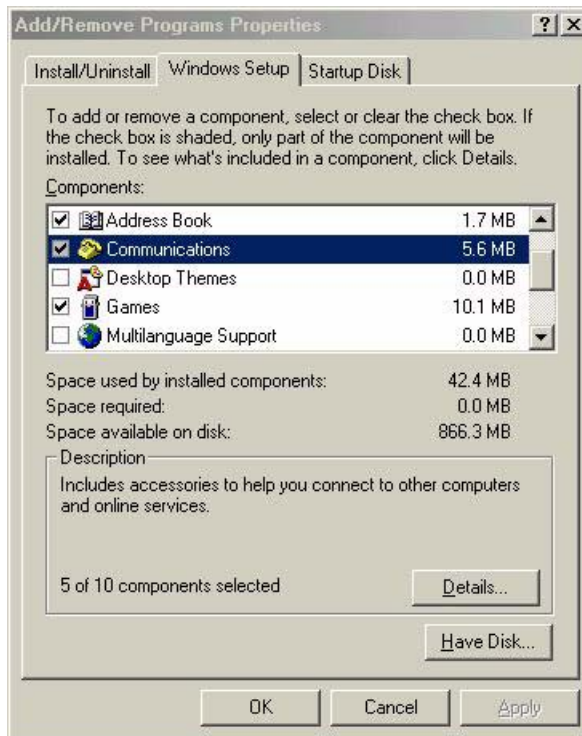 Add/Remove Programs Properties
Install/Uninstall Windows Setup Startup Disk
To add or remove a component, select or clear the check box. If
the check box is shaded, only part of the component will be
installed. To see what's included in a component, click Details.
Components:
Address Book 1.7 MB
Communications 5.6 MB
Desktop Themes 0.0 MB
Games 10.1 MB
Multilanguage Support 0.0 MB
Space used by installed components: 42.4 MB
Space required: 0.0 MB
Space available on disk: 866.3 MB
Description
Includes accessories to help you connect to other computers
and online services.
5 of 10 components selected
Details...
Have Disk...
OK Cancel Apply